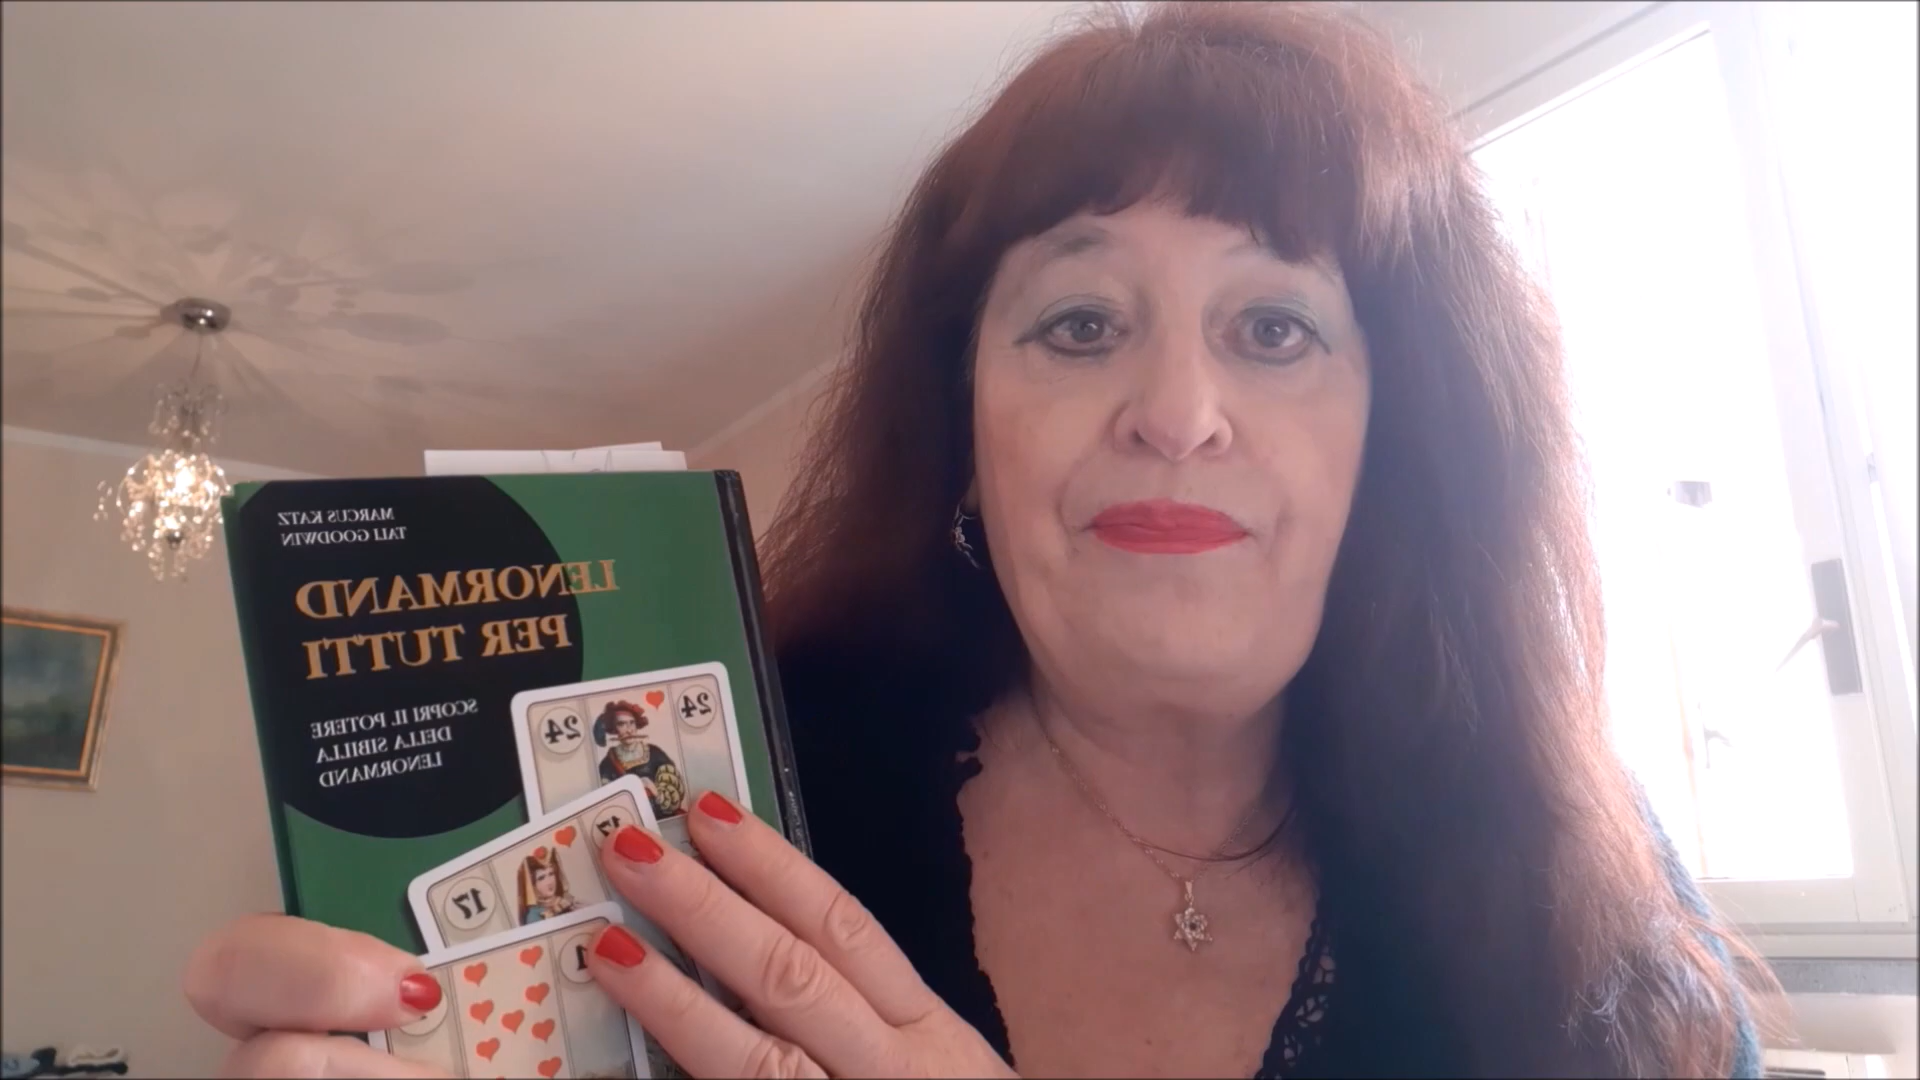 MARCUS KATZ
TALI GOODWIN
LENORMAND
PER TUTTI
SCOPRI IL POTERE
DELLA SIBILLA
LENORMAND
24 24
17 17
1